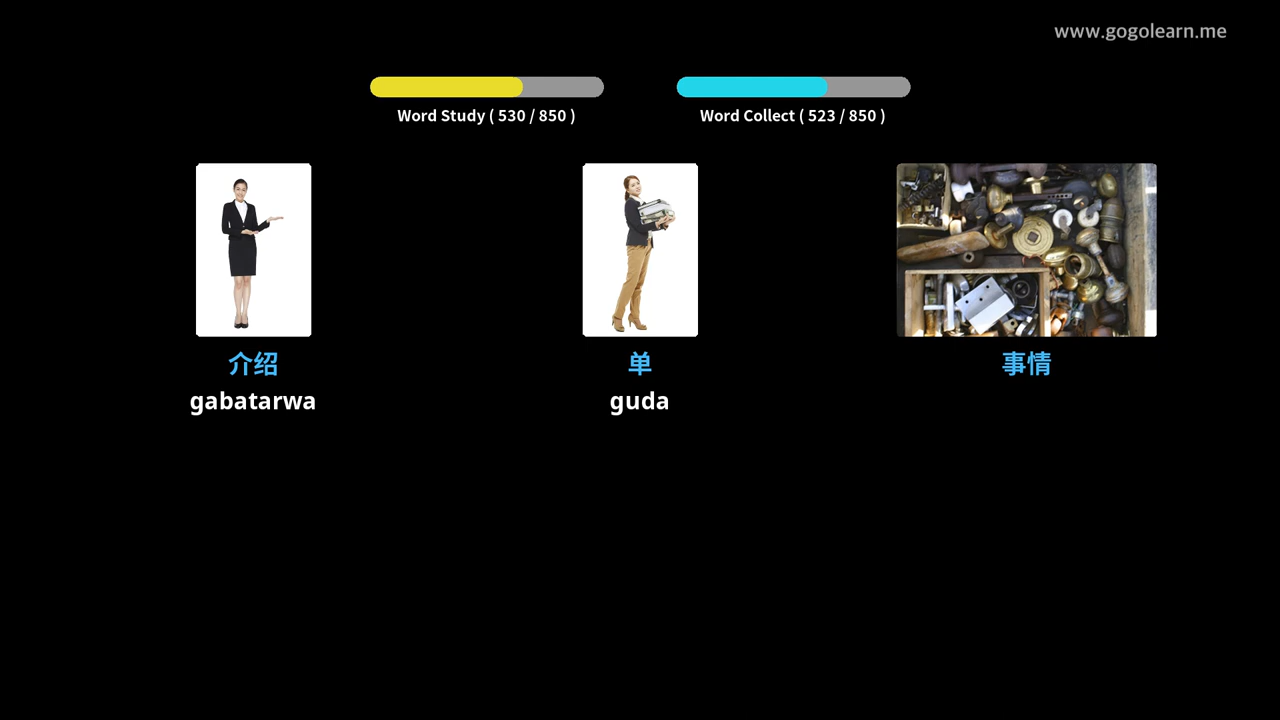 www.gogolearn.me
Word Study ( 530 / 850 )
Word Collect ( 523 / 850 )
介绍
gabatarwa
单
guda
事情